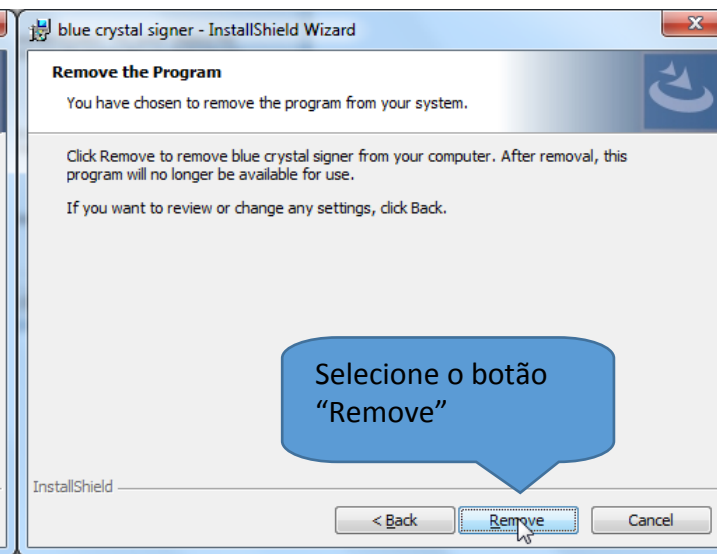 blue crystal signer - InstallShield Wizard
Remove the Program
You have chosen to remove the program from your system.
Click Remove to remove blue crystal signer from your computer. After removal, this
program will no longer be available for use.
If you want to review or change any settings, click Back.
Selecione o botão
“Remove”
InstallShield
< Back
Remove
Cancel